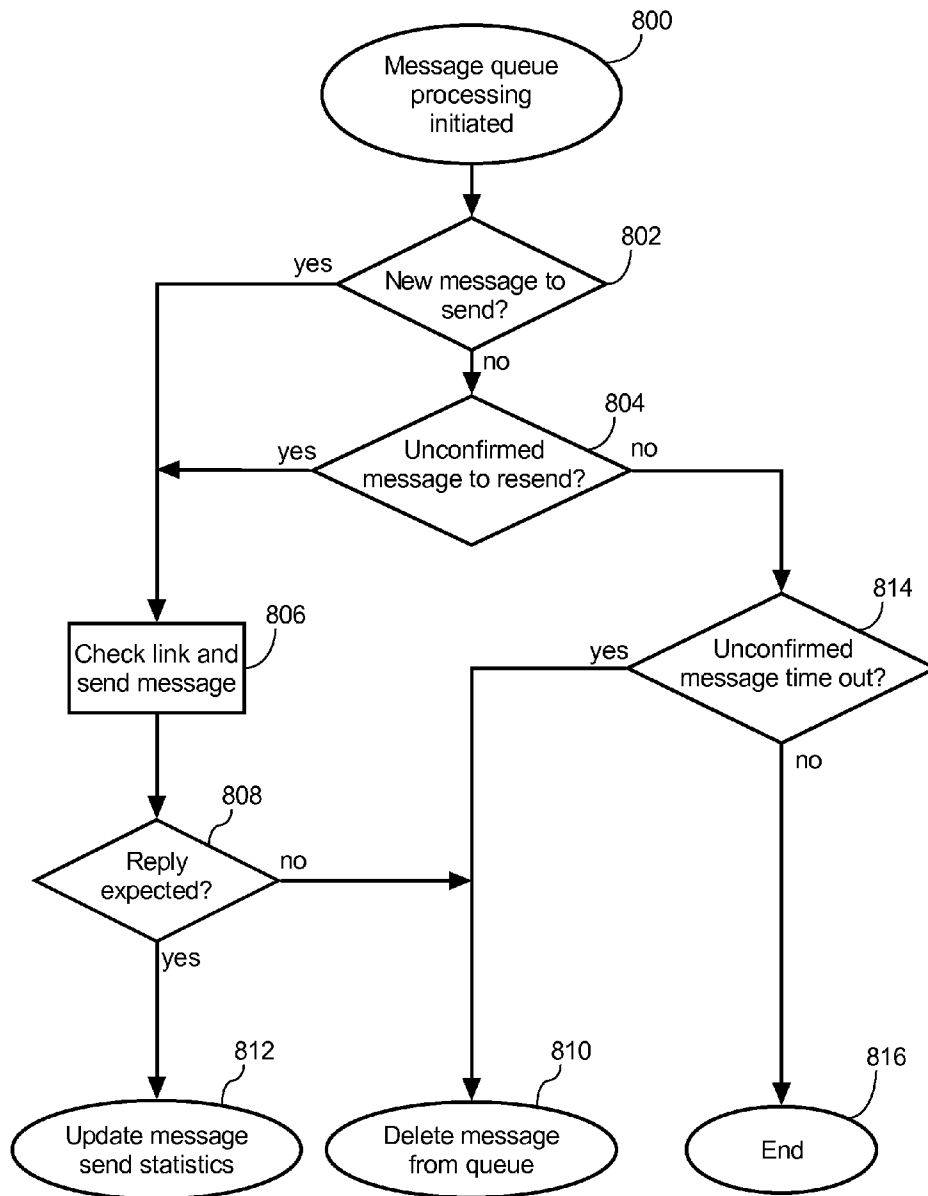 800
Message queue
processing
initiated
802
yes
New message to
send?
no
804
yes
Unconfirmed
message to resend?
no
814
806
Check link and
send message
yes
Unconfirmed
message time out?
no
808
Reply
expected?
no
yes
812
810
816
Update message
send statistics
Delete message
from queue
End